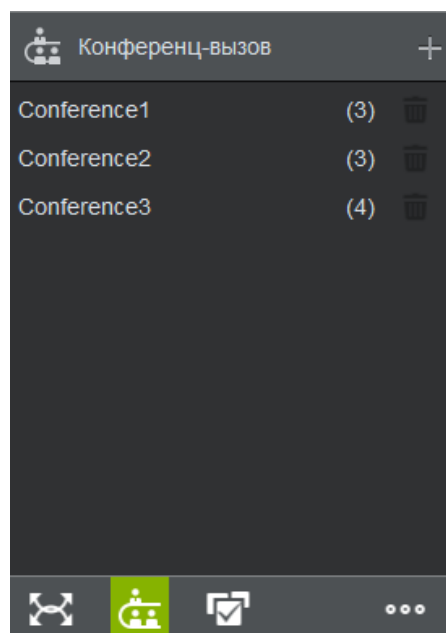 Конференц-вызов
Conference1 (3)
Conference2 (3)
Conference3 (4)